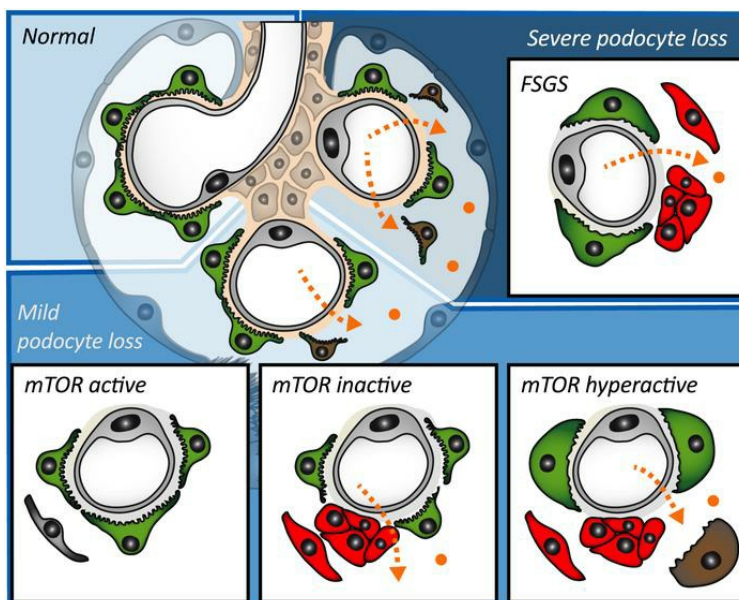 Normal
Severe podocyte loss
FSGS
Mild
podocyte loss
mTOR active
mTOR inactive
mTOR hyperactive